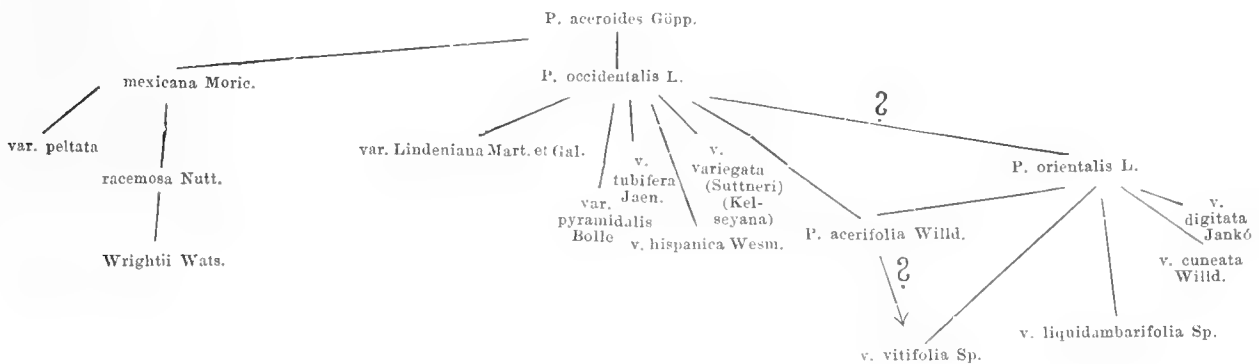 P. aceroides Göpp.
mexicana Moric.
P. occidentalis L.
?
var. peltata
racemosa Nutt.
Wrightii Wats.
var. Lindeniana Mart. et Gal.
var.
pyramidalis
Bolle
v.
tubifera
Jaen.
v. hispanica Wesm.
v.
variegata
(Suttneri)
(Kel-
seyana)
P. acerifolia Willd.
P. orientalis L.
v.
digitata
Jankó
v. cuneata
Willd.
?
v. vitifolia Sp.
v. liquidambarifolia Sp.